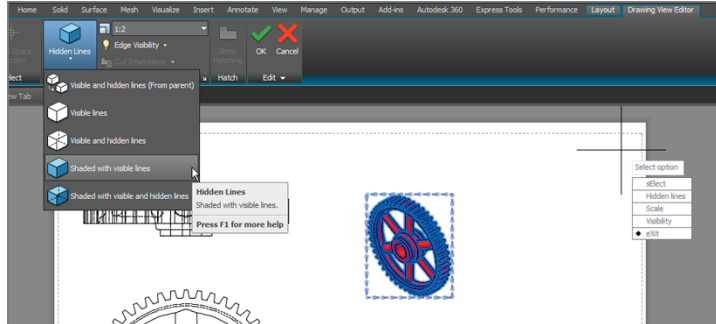 Home Solid Surface Mesh Visualize Insert Annotate View Manage Output Add-ins Autodesk 360 Express Tools Performance Layout Drawing View Editor
Hidden Lines
1:2
Edge Visibility
Cut Inheritance
Show
Hatching
OK
Cancel
Space
Hatch
Edit
Visible and hidden lines (From parent)
Visible lines
Visible and hidden lines
Shaded with visible lines
Shaded with visible and hidden lines
Hidden Lines
Shaded with visible lines.
Press F1 for more help
Select option
sElect
Hidden lines
Scale
Visibility
eXit